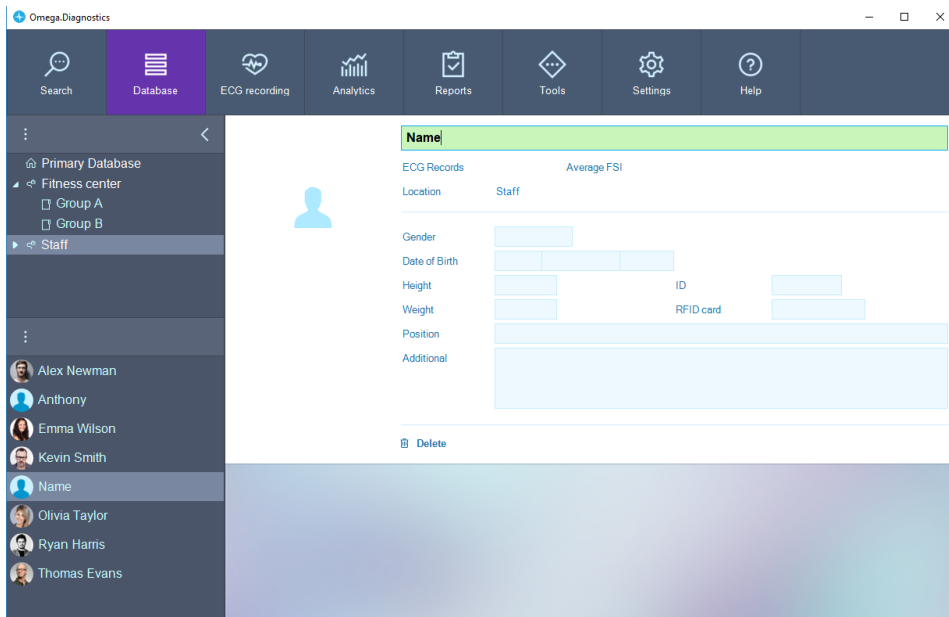 Omega.Diagnostics
Search Database ECG recording Analytics Reports Tools Settings Help
Primary Database
Fitness center
Group A
Group B
Staff
Alex Newman
Anthony
Emma Wilson
Kevin Smith
Name
Olivia Taylor
Ryan Harris
Thomas Evans
Name
ECG Records Average FSI
Location Staff
Gender
Date of Birth
Height ID
Weight RFID card
Position
Additional
Delete